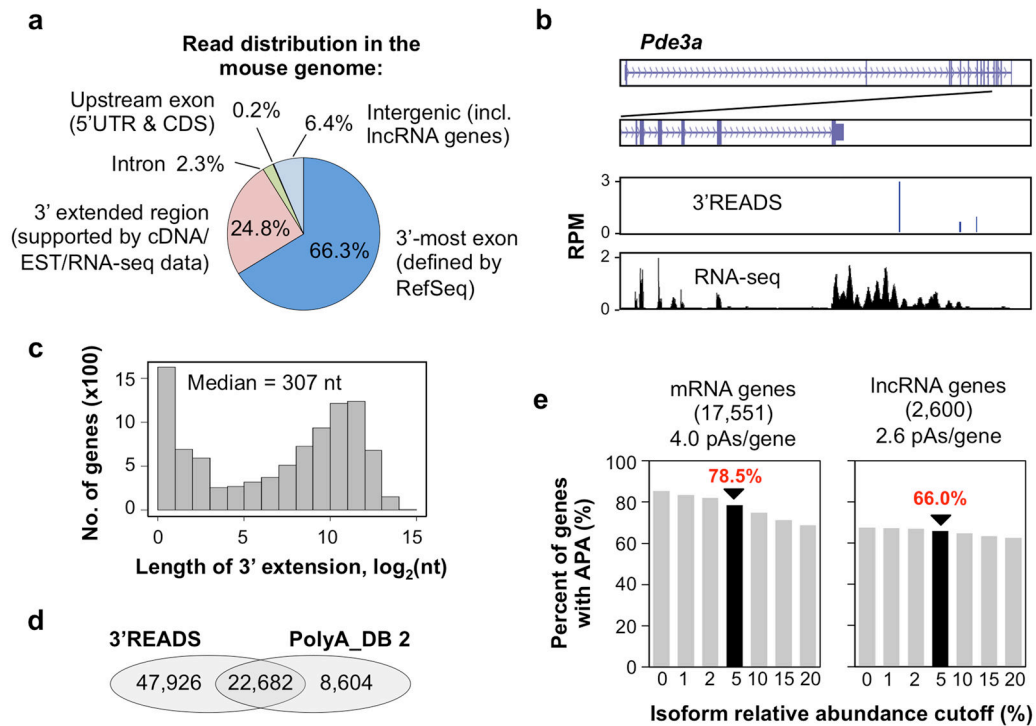 a
Read distribution in the
mouse genome:
Upstream exon
(5'UTR & CDS)
0.2%
6.4%
Intergenic (incl.
lncRNA genes)
Intron 2.3%
3' extended region
(supported by cDNA/
EST/RNA-seq data)
24.8%
66.3%
3'-most exon
(defined by
RefSeq)
b
Pde3a
RPM
3
0
3'READS
2
0
RNA-seq
c
No. of genes (x100)
15
10
5
0
Median = 307 nt
0 5 10 15
Length of 3' extension, log2(nt)
d
3'READS PolyA_DB 2
47,926 22,682 8,604
e
mRNA genes
(17,551)
4.0 pAs/gene
lncRNA genes
(2,600)
2.6 pAs/gene
Percent of genes
with APA (%)
100
80
60
40
20
0
78.5%
66.0%
0 1 2 5 10 15 20
0 1 2 5 10 15 20
Isoform relative abundance cutoff (%)